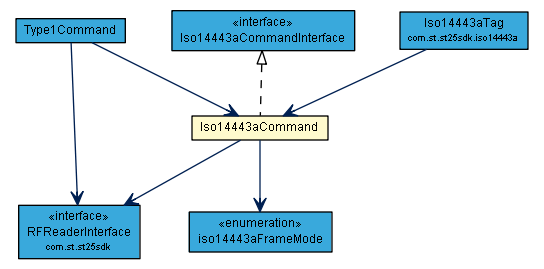 Type1Command
«interface»
Iso14443aCommandInterface
Iso14443aTag
com.st.st25sdk.iso14443a
Iso14443aCommand
«interface»
RFReaderInterface
com.st.st25sdk
«enumeration»
iso14443aFrameMode